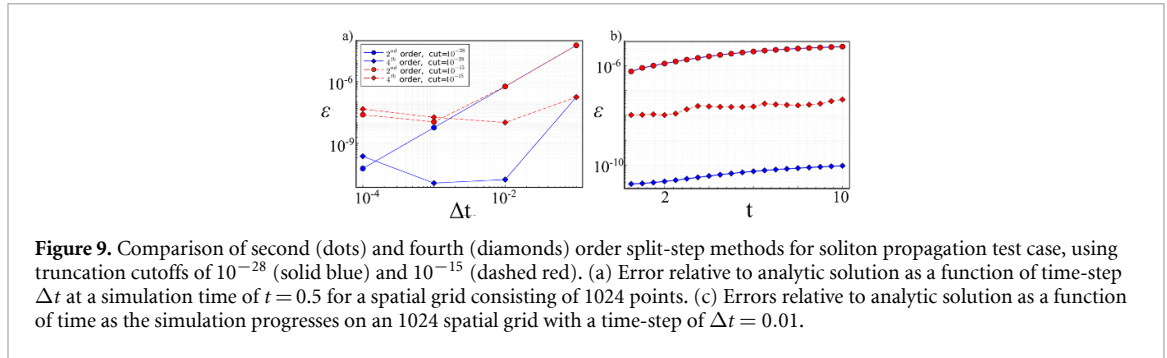 a)
2nd order, cut=10−28
4th order, cut=10−28
2nd order, cut=10−15
4th order, cut=10−15
10−6
10−9
ε
10−4
10−2
Δt
b)
10−6
10−10
ε
2
10
t
Figure 9. Comparison of second (dots) and fourth (diamonds) order split-step methods for soliton propagation test case, using
truncation cutoffs of 10−28 (solid blue) and 10−15 (dashed red). (a) Error relative to analytic solution as a function of time-step
Δt at a simulation time of t = 0.5 for a spatial grid consisting of 1024 points. (c) Errors relative to analytic solution as a function
of time as the simulation progresses on an 1024 spatial grid with a time-step of Δt = 0.01.